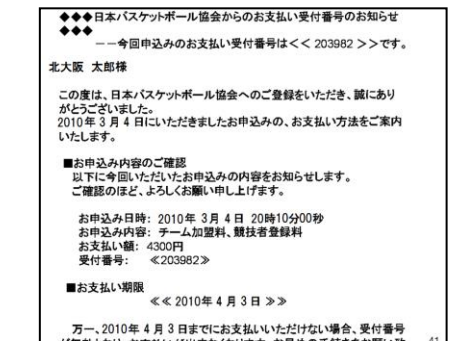 ◆◆◆日本バスケットボール協会からのお支払い受付番号のお知らせ
◆◆◆
－－今回申込みのお支払い受付番号は＜＜ 203982 ＞＞です。
北大阪 太郎様
この度は、日本バスケットボール協会へのご登録をいただき、誠にあり
がとうございました。
2010 年 3 月 4 日にいただきましたお申込みの、お支払い方法をご案内
いたします。
■お申込み内容のご確認
以下に今回いただいたお申込みの内容をお知らせします。
ご確認のほど、よろしくお願い申し上げます。
お申込み日時: 2010年 3月 4日 20時10分00秒
お申込み内容: チーム加盟料、競技者登録料
お支払い額: 4300円
受付番号: ≪203982≫
■お支払い期限
≪≪ 2010年 4 月 3 日 ≫≫
万一、2010年 4 月 3 日までにお支払いいただけない場合、受付番号
41